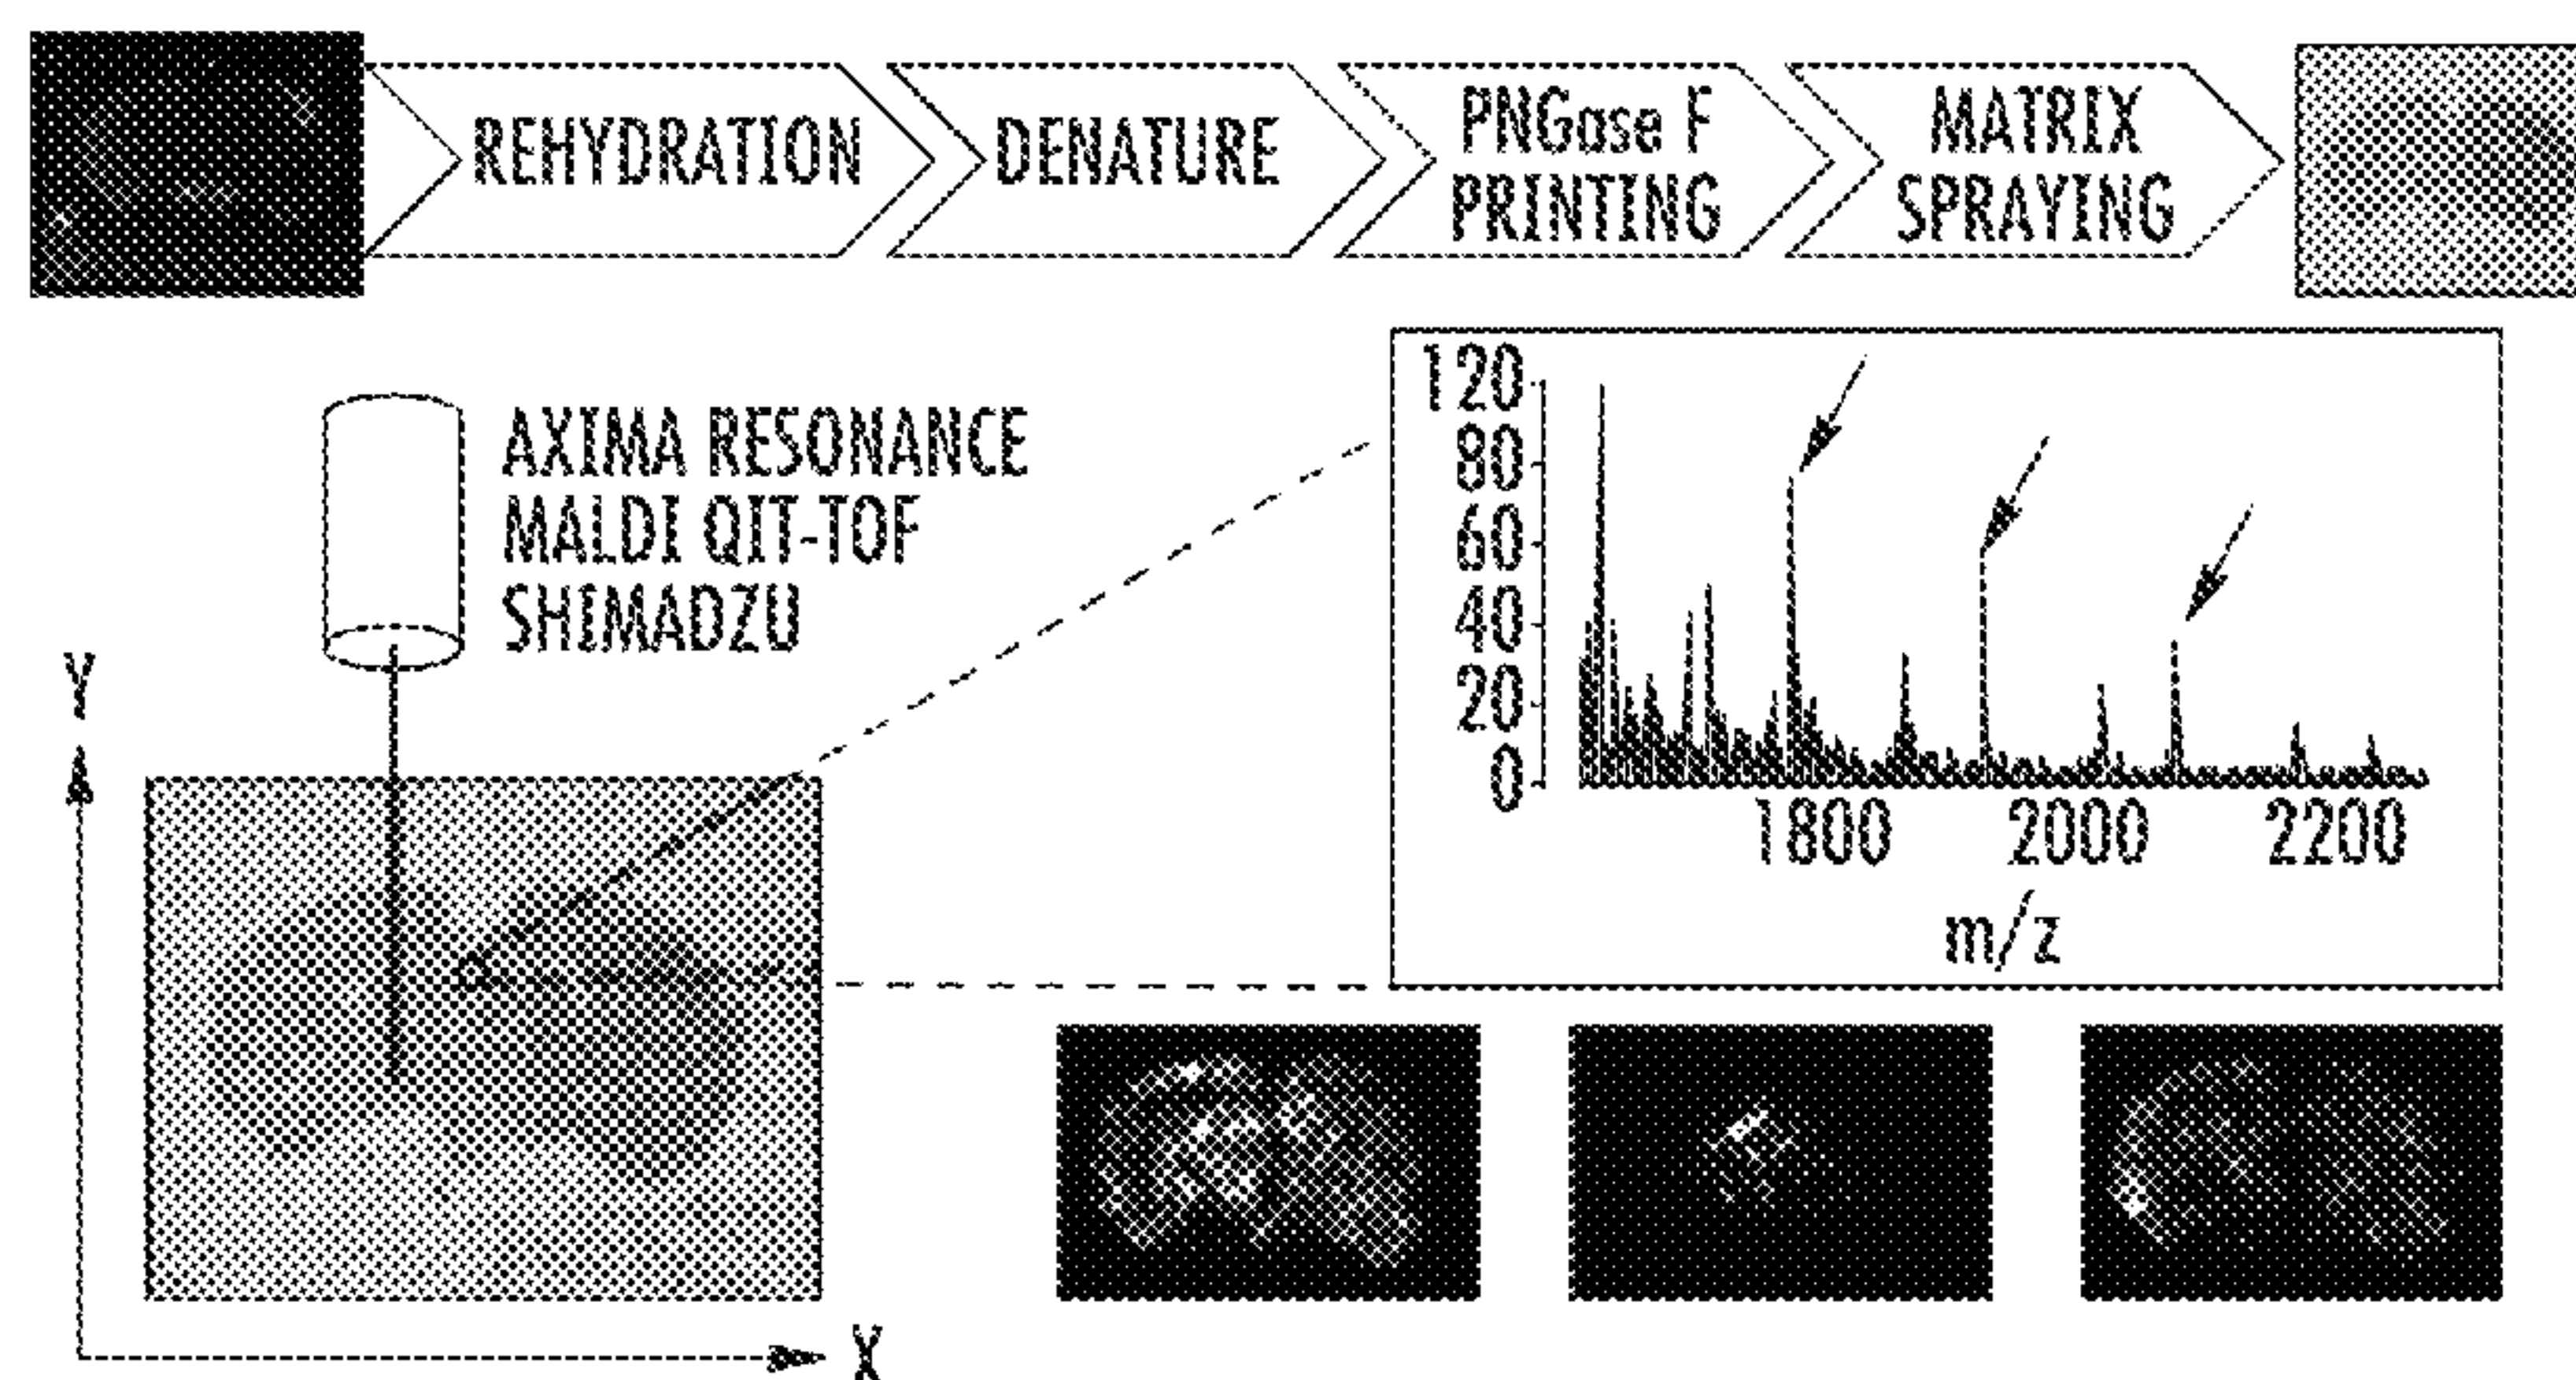 REHYDRATION
DENATURE
PNGase F
PRINTING
MATRIX
SPRAYING
AXIMA RESONANCE
MALDI QIT-TOF
SHIMADZU
120
80
60
40
20
0
1800 2000 2200
m/z
Y
X